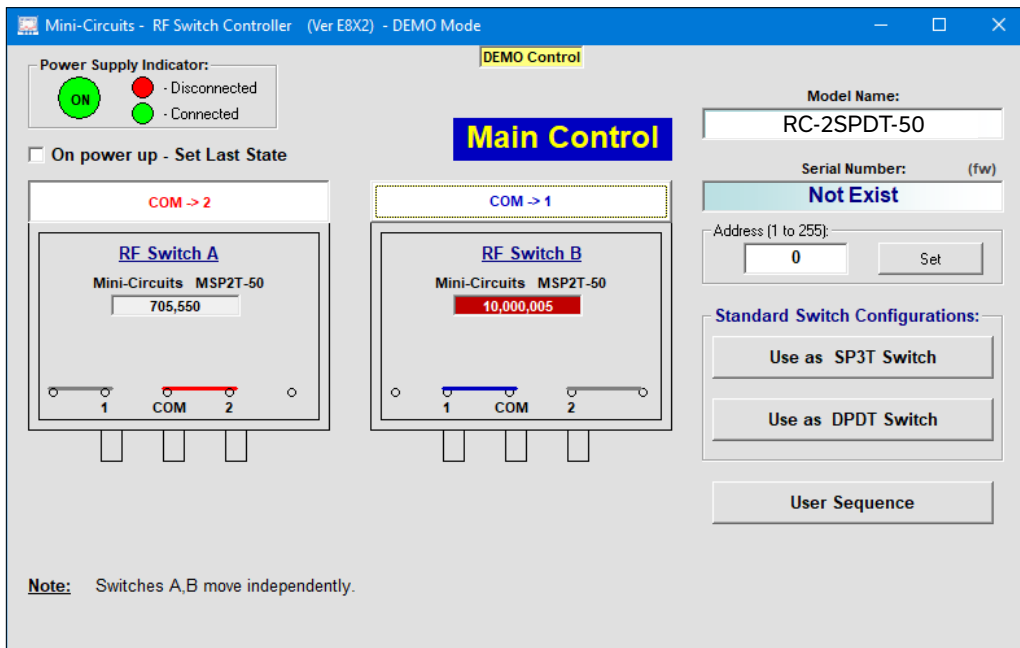 Mini-Circuits - RF Switch Controller (Ver E8X2) - DEMO Mode
DEMO Control
Power Supply Indicator:
ON
- Disconnected
- Connected
On power up - Set Last State
Main Control
Model Name:
RC-2SPDT-50
Serial Number: (fw)
Not Exist
Address (1 to 255):
0 Set
COM -> 2
RF Switch A
Mini-Circuits MSP2T-50
705,550
1 COM 2
COM -> 1
RF Switch B
Mini-Circuits MSP2T-50
10,000,005
1 COM 2
Standard Switch Configurations:
Use as SP3T Switch
Use as DPDT Switch
User Sequence
Note: Switches A,B move independently.